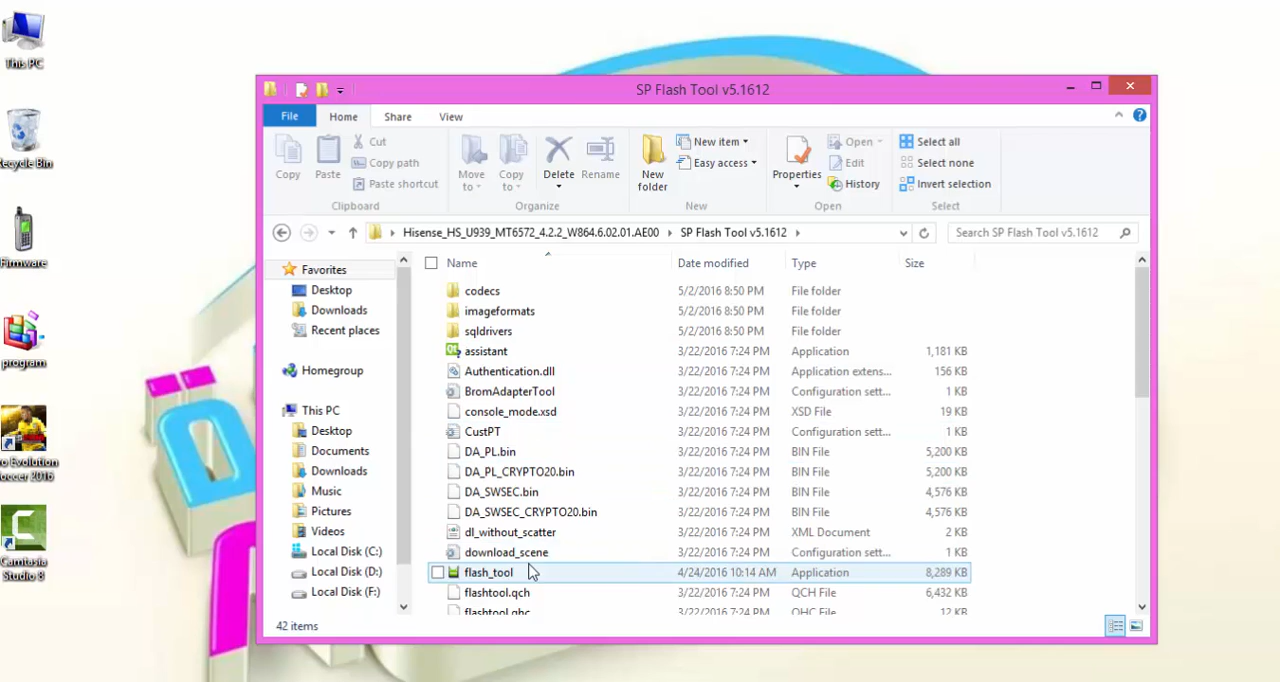 This PC
Recycle Bin
Firmware
program
Pro Evolution
Soccer 2016
Camtasia
Studio 8
SP Flash Tool v5.1612
File
Home
Share
View
Copy
Paste
Cut
Copy path
Paste shortcut
Clipboard
Move
to
Copy
to
Delete
Rename
Organize
New
folder
New item
Easy access
New
Properties
Open
Edit
History
Open
Select all
Select none
Invert selection
Select
Hisense_HS_U939_MT6572_4.2.2_W864.6.02.01.AE00
SP Flash Tool v5.1612
Search SP Flash Tool v5.1612
Favorites
Desktop
Downloads
Recent places
Homegroup
This PC
Desktop
Documents
Downloads
Music
Pictures
Videos
Local Disk (C:)
Local Disk (D:)
Local Disk (F:)
Name Date modified Type Size
codecs 5/2/2016 8:50 PM File folder
imageformats 5/2/2016 8:50 PM File folder
sqldrivers 5/2/2016 8:50 PM File folder
assistant 3/22/2016 7:24 PM Application 1,181 KB
Authentication.dll 3/22/2016 7:24 PM Application extens... 156 KB
BromAdapterTool 3/22/2016 7:24 PM Configuration sett... 1 KB
console_mode.xsd 3/22/2016 7:24 PM XSD File 19 KB
CustPT 3/22/2016 7:24 PM Configuration sett... 1 KB
DA_PL.bin 3/22/2016 7:24 PM BIN File 5,200 KB
DA_PL_CRYPTO20.bin 3/22/2016 7:24 PM BIN File 5,200 KB
DA_SWSEC.bin 3/22/2016 7:24 PM BIN File 4,576 KB
DA_SWSEC_CRYPTO20.bin 3/22/2016 7:24 PM BIN File 4,576 KB
dl_without_scatter 3/22/2016 7:24 PM XML Document 2 KB
download_scene 3/22/2016 7:24 PM Configuration sett... 1 KB
flash_tool 4/24/2016 10:14 AM Application 8,289 KB
flashtool.qch 3/22/2016 7:24 PM QCH File 6,432 KB
flashtool.qhc 3/22/2016 7:24 PM QHC File 12 KB
42 items